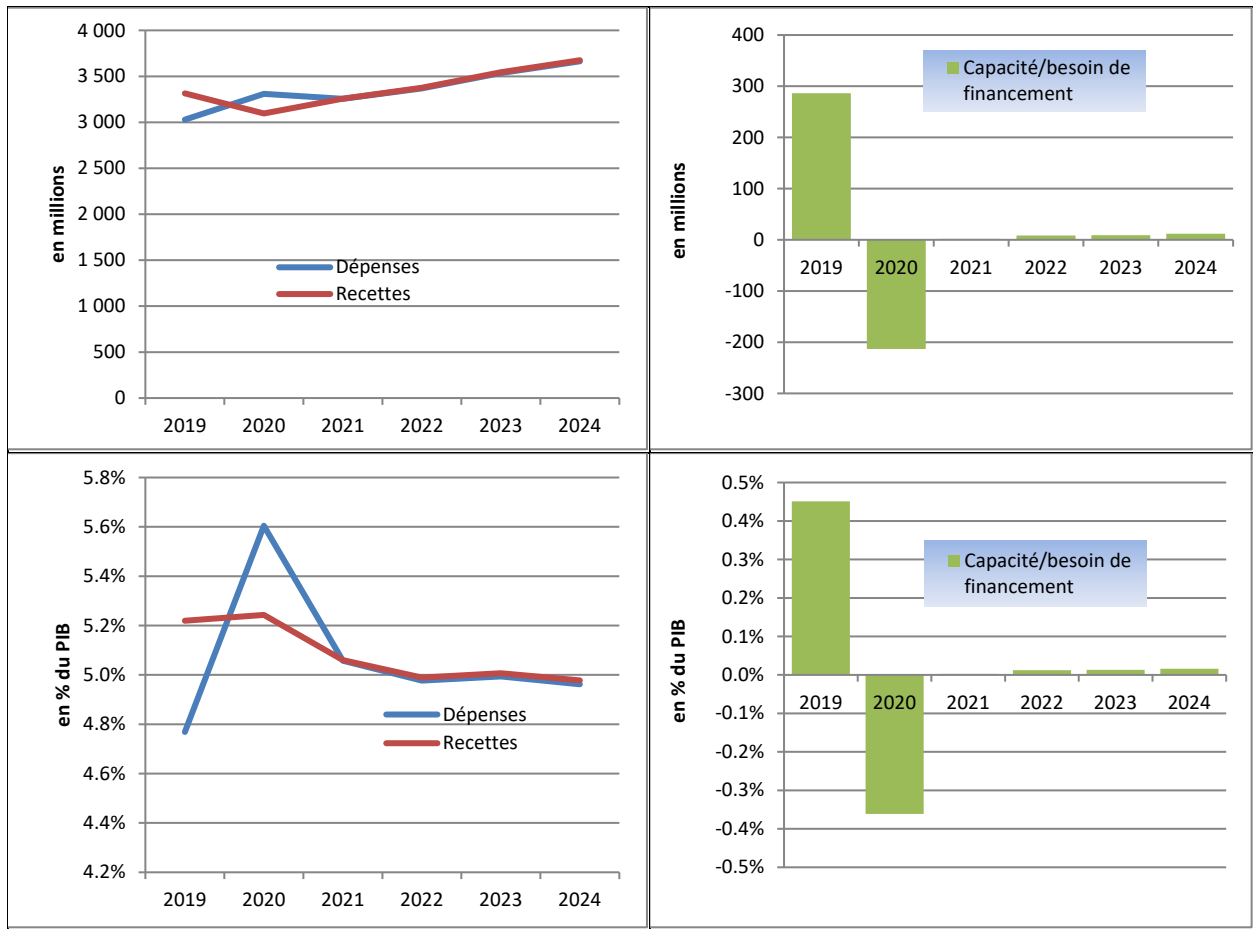 4 000
3 500
3 000
2 500
2 000
1 500
1 000
500
0
en millions
Dépenses
Recettes
2019 2020 2021 2022 2023 2024
400
300
200
100
0
-100
-200
-300
en millions
Capacité/besoin de
financement
2019 2020 2021 2022 2023 2024
5.8%
5.6%
5.4%
5.2%
5.0%
4.8%
4.6%
4.4%
4.2%
en % du PIB
Dépenses
Recettes
2019 2020 2021 2022 2023 2024
0.5%
0.4%
0.3%
0.2%
0.1%
0.0%
-0.1%
-0.2%
-0.3%
-0.4%
-0.5%
en % du PIB
Capacité/besoin de
financement
2019 2020 2021 2022 2023 2024